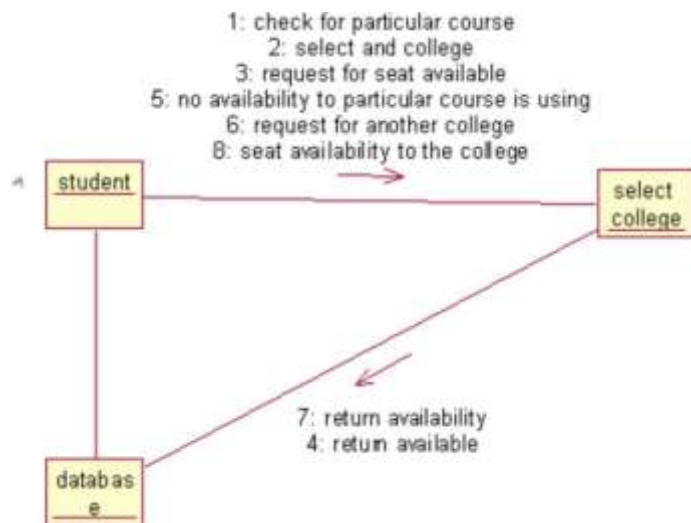 1: check for particular course
2: select and college
3: request for seat available
5: no availability to particular course is using
6: request for another college
8: seat availability to the college
student
select
college
7: return availability
4: return available
databas
e